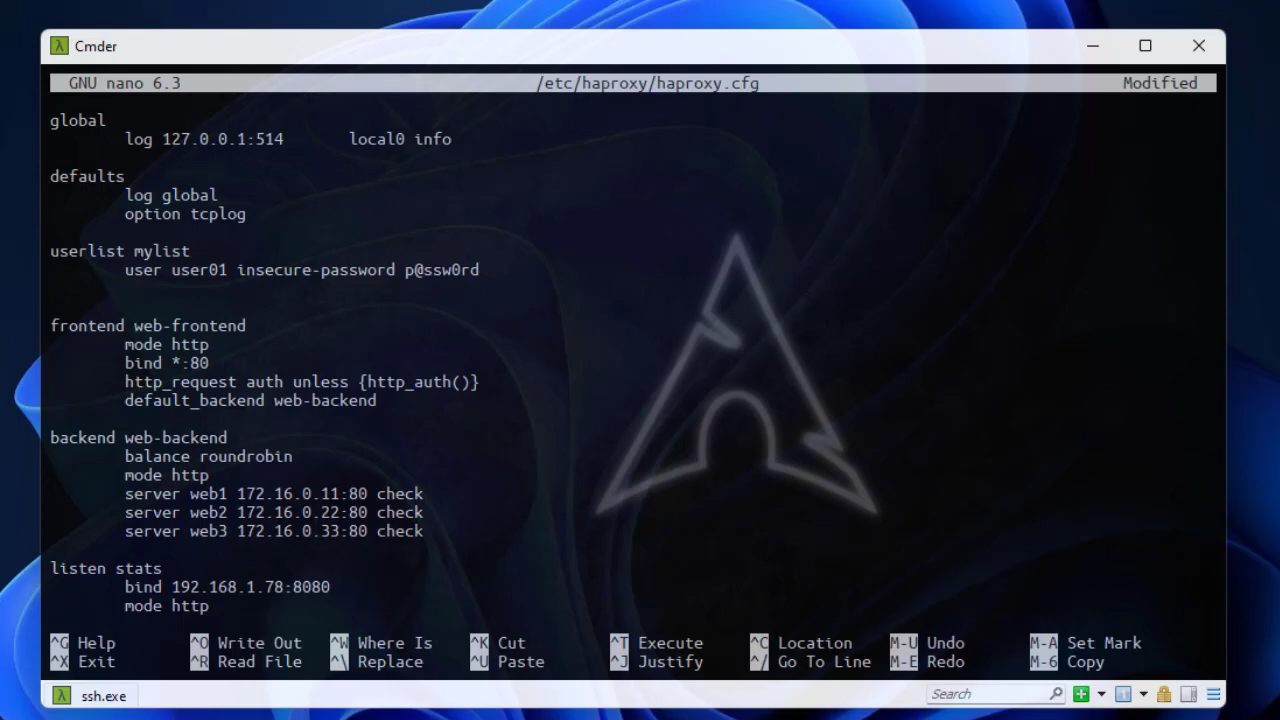 Cmder
GNU nano 6.3 /etc/haproxy/haproxy.cfg Modified
global
log 127.0.0.1:514 local0 info
defaults
log global
option tcplog
userlist mylist
user user01 insecure-password p@ssw0rd
frontend web-frontend
mode http
bind *:80
http_request auth unless {http_auth()}
default_backend web-backend
backend web-backend
balance roundrobin
mode http
server web1 172.16.0.11:80 check
server web2 172.16.0.22:80 check
server web3 172.16.0.33:80 check
listen stats
bind 192.168.1.78:8080
mode http
^G Help ^O Write Out ^W Where Is ^K Cut ^T Execute ^C Location M-U Undo M-A Set Mark
^X Exit ^R Read File ^\ Replace ^U Paste ^J Justify ^/ Go To Line M-E Redo M-6 Copy
ssh.exe Search